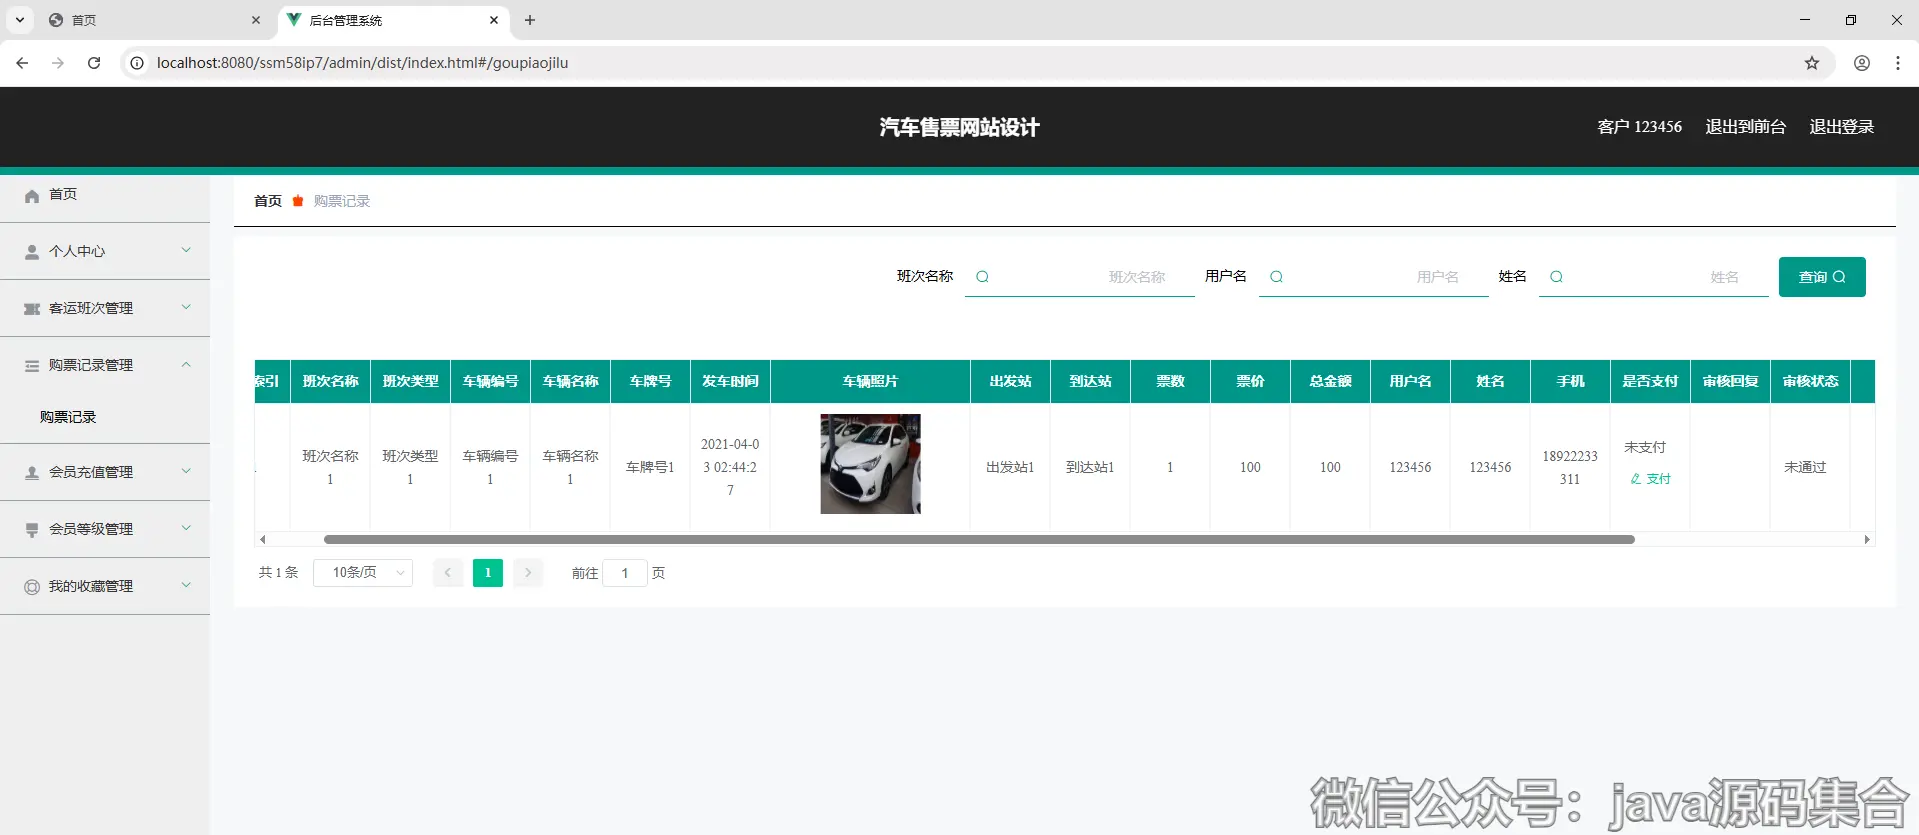 首页
后台管理系统
localhost:8080/ssm58ip7/admin/dist/index.html#/goupiaojilu
汽车售票网站设计
客户 123456 退出到前台 退出登录
首页
个人中心
客运班次管理
购票记录管理
购票记录
会员充值管理
会员等级管理
我的收藏管理
首页 购票记录
班次名称 班次名称 用户名 用户名 姓名 姓名 查询
索引 班次名称 班次类型 车辆编号 车辆名称 车牌号 发车时间 车辆照片 出发站 到达站 票数 票价 总金额 用户名 姓名 手机 是否支付 审核回复 审核状态
班次名称1 班次类型1 车辆编号1 车辆名称1 车牌号1 2021-04-03 02:44:27 出发站1 到达站1 1 100 100 123456 123456 18922233311 未支付 支付 未通过
共 1 条 10条/页 1 前往 1 页
微信公众号：java源码集合